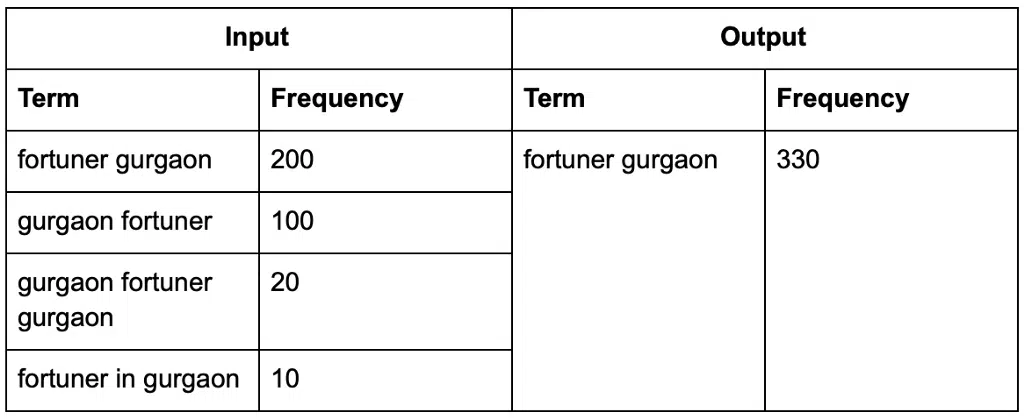 Input Output
Term Frequency Term Frequency
fortuner gurgaon 200 fortuner gurgaon 330
gurgaon fortuner 100
gurgaon fortuner 20
gurgaon
fortuner in gurgaon 10